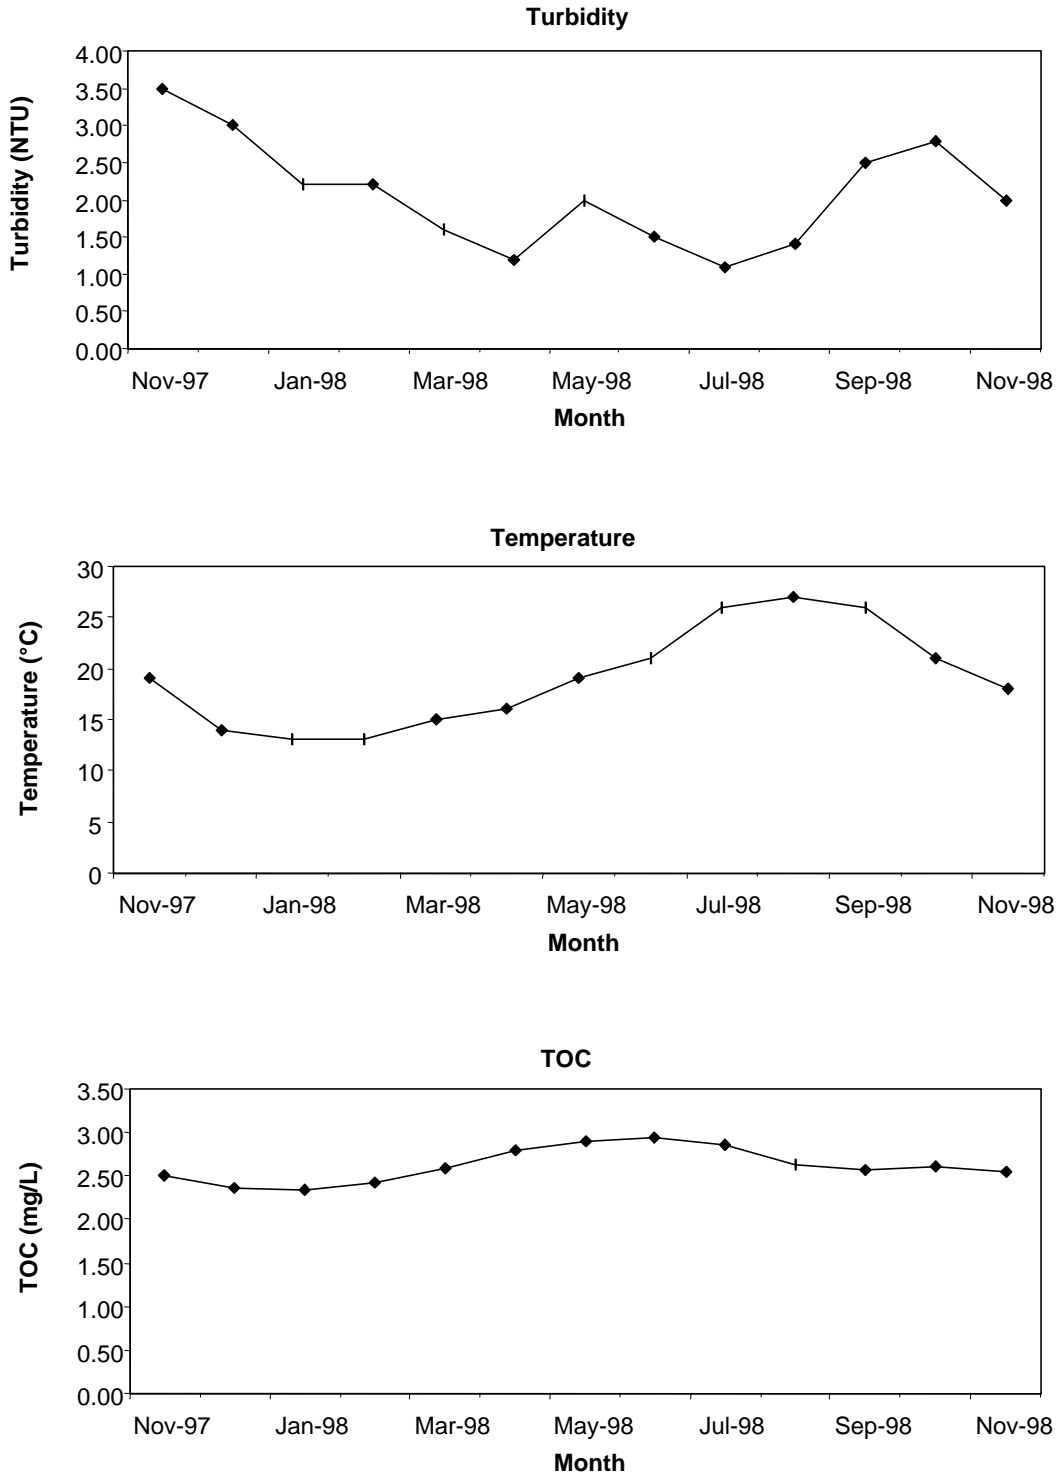 Turbidity
4.00
3.50
3.00
2.50
2.00
1.50
1.00
0.50
0.00
Turbidity (NTU)
Nov-97 Jan-98 Mar-98 May-98 Jul-98 Sep-98 Nov-98
Month
Temperature
30
25
20
15
10
5
0
Temperature (°C)
Nov-97 Jan-98 Mar-98 May-98 Jul-98 Sep-98 Nov-98
Month
TOC
3.50
3.00
2.50
2.00
1.50
1.00
0.50
0.00
TOC (mg/L)
Nov-97 Jan-98 Mar-98 May-98 Jul-98 Sep-98 Nov-98
Month